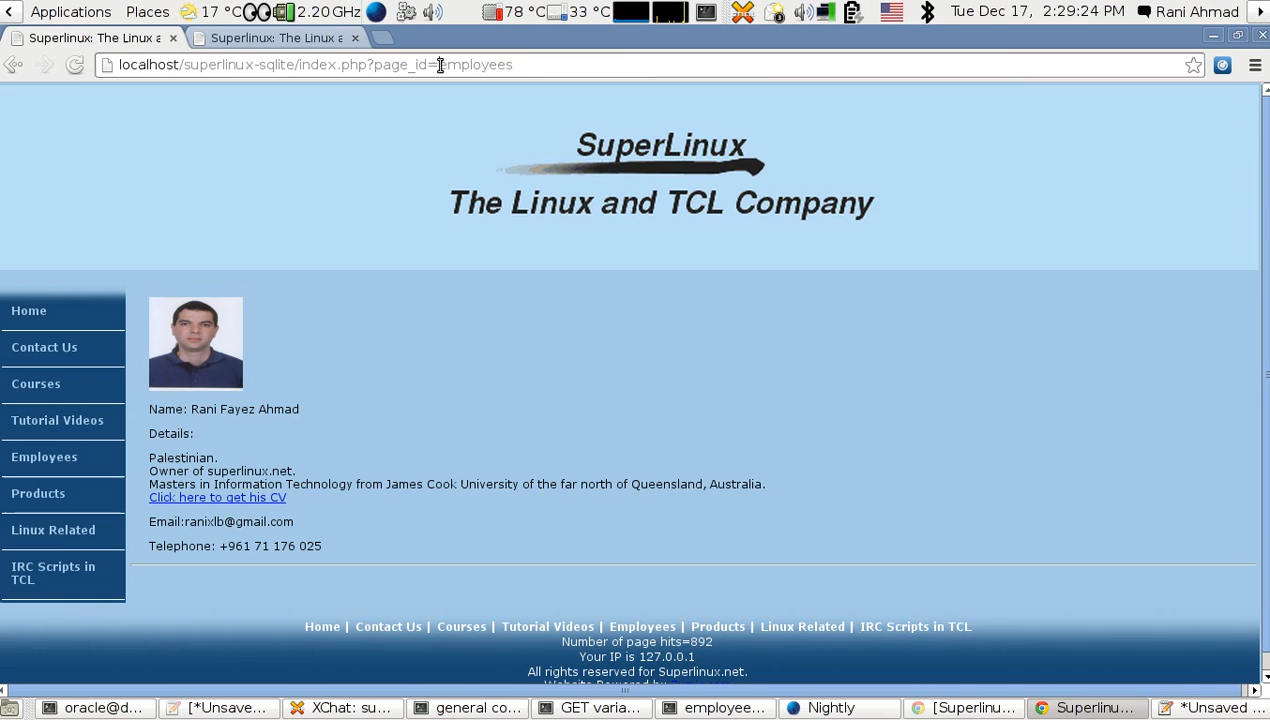 Applications Places 17 °C 2.20 GHz 78 °C 33 °C Tue Dec 17, 2:29:24 PM Rani Ahmad
Superlinux: The Linux a Superlinux: The Linux a
localhost/superlinux-sqlite/index.php?page_id=employees
SuperLinux
The Linux and TCL Company
Home
Contact Us
Courses
Tutorial Videos
Employees
Products
Linux Related
IRC Scripts in
TCL
Name: Rani Fayez Ahmad
Details:
Palestinian.
Owner of superlinux.net.
Masters in Information Technology from James Cook University of the far north of Queensland, Australia.
Click here to get his CV
Email:ranixlb@gmail.com
Telephone: +961 71 176 025
Home | Contact Us | Courses | Tutorial Videos | Employees | Products | Linux Related | IRC Scripts in TCL
Number of page hits=892
Your IP is 127.0.0.1
All rights reserved for Superlinux.net.
Website Powered by
oracle@d... [*Unsave... XChat: su... general co... GET varia... employee... Nightly [Superlinu... Superlinu... *Unsaved ...